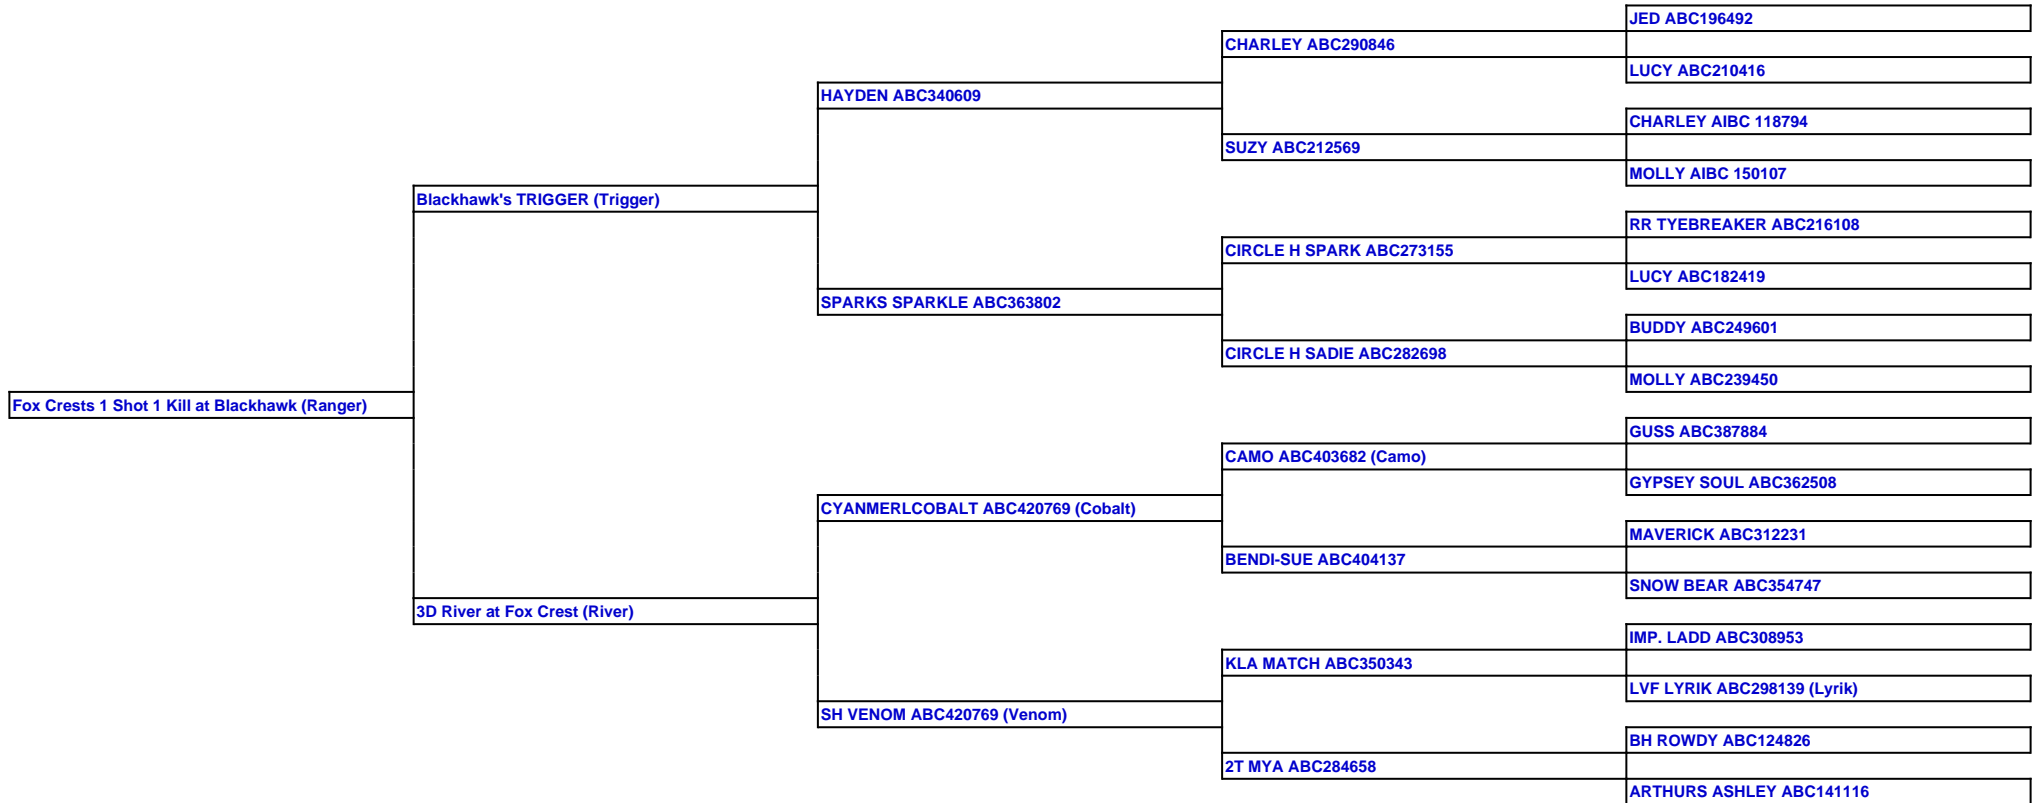 JED ABC196492
CHARLEY ABC290846
LUCY ABC210416
HAYDEN ABC340609
CHARLEY AIBC 118794
SUZY ABC212569
MOLLY AIBC 150107
Blackhawk's TRIGGER (Trigger)
RR TYEBREAKER ABC216108
CIRCLE H SPARK ABC273155
LUCY ABC182419
SPARKS SPARKLE ABC363802
BUDDY ABC249601
CIRCLE H SADIE ABC282698
MOLLY ABC239450
Fox Crests 1 Shot 1 Kill at Blackhawk (Ranger)
GUSS ABC387884
CAMO ABC403682 (Camo)
GYPSEY SOUL ABC362508
CYANMERLCOBALT ABC420769 (Cobalt)
MAVERICK ABC312231
BENDI-SUE ABC404137
SNOW BEAR ABC354747
3D River at Fox Crest (River)
IMP. LADD ABC308953
KLA MATCH ABC350343
LVF LYRIK ABC298139 (Lyrik)
SH VENOM ABC420769 (Venom)
BH ROWDY ABC124826
2T MYA ABC284658
ARTHURS ASHLEY ABC141116